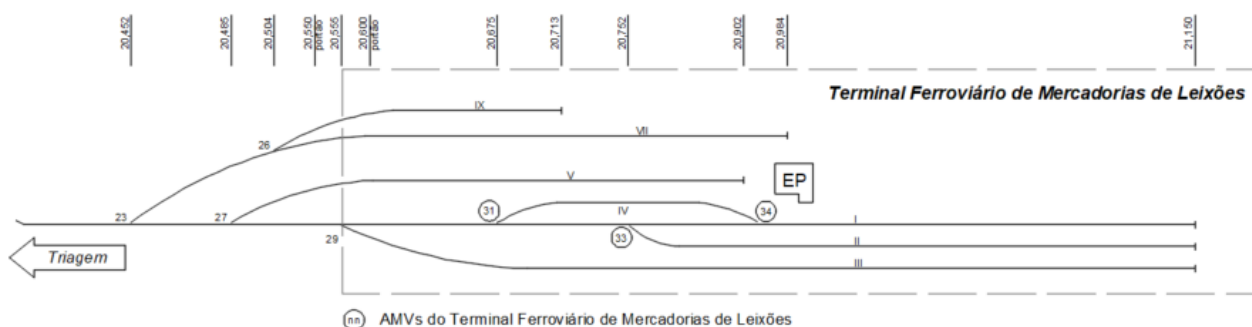 20,452
20,485
20,504
20,550
portão
20,555
20,600
portão
20,675
20,713
20,752
20,902
20,984
21,150
Terminal Ferroviário de Mercadorias de Leixões
IX
26
VII
V
EP
31
34
23
27
IV
I
33
29
II
Triagem
III
nn AMVs do Terminal Ferroviário de Mercadorias de Leixões